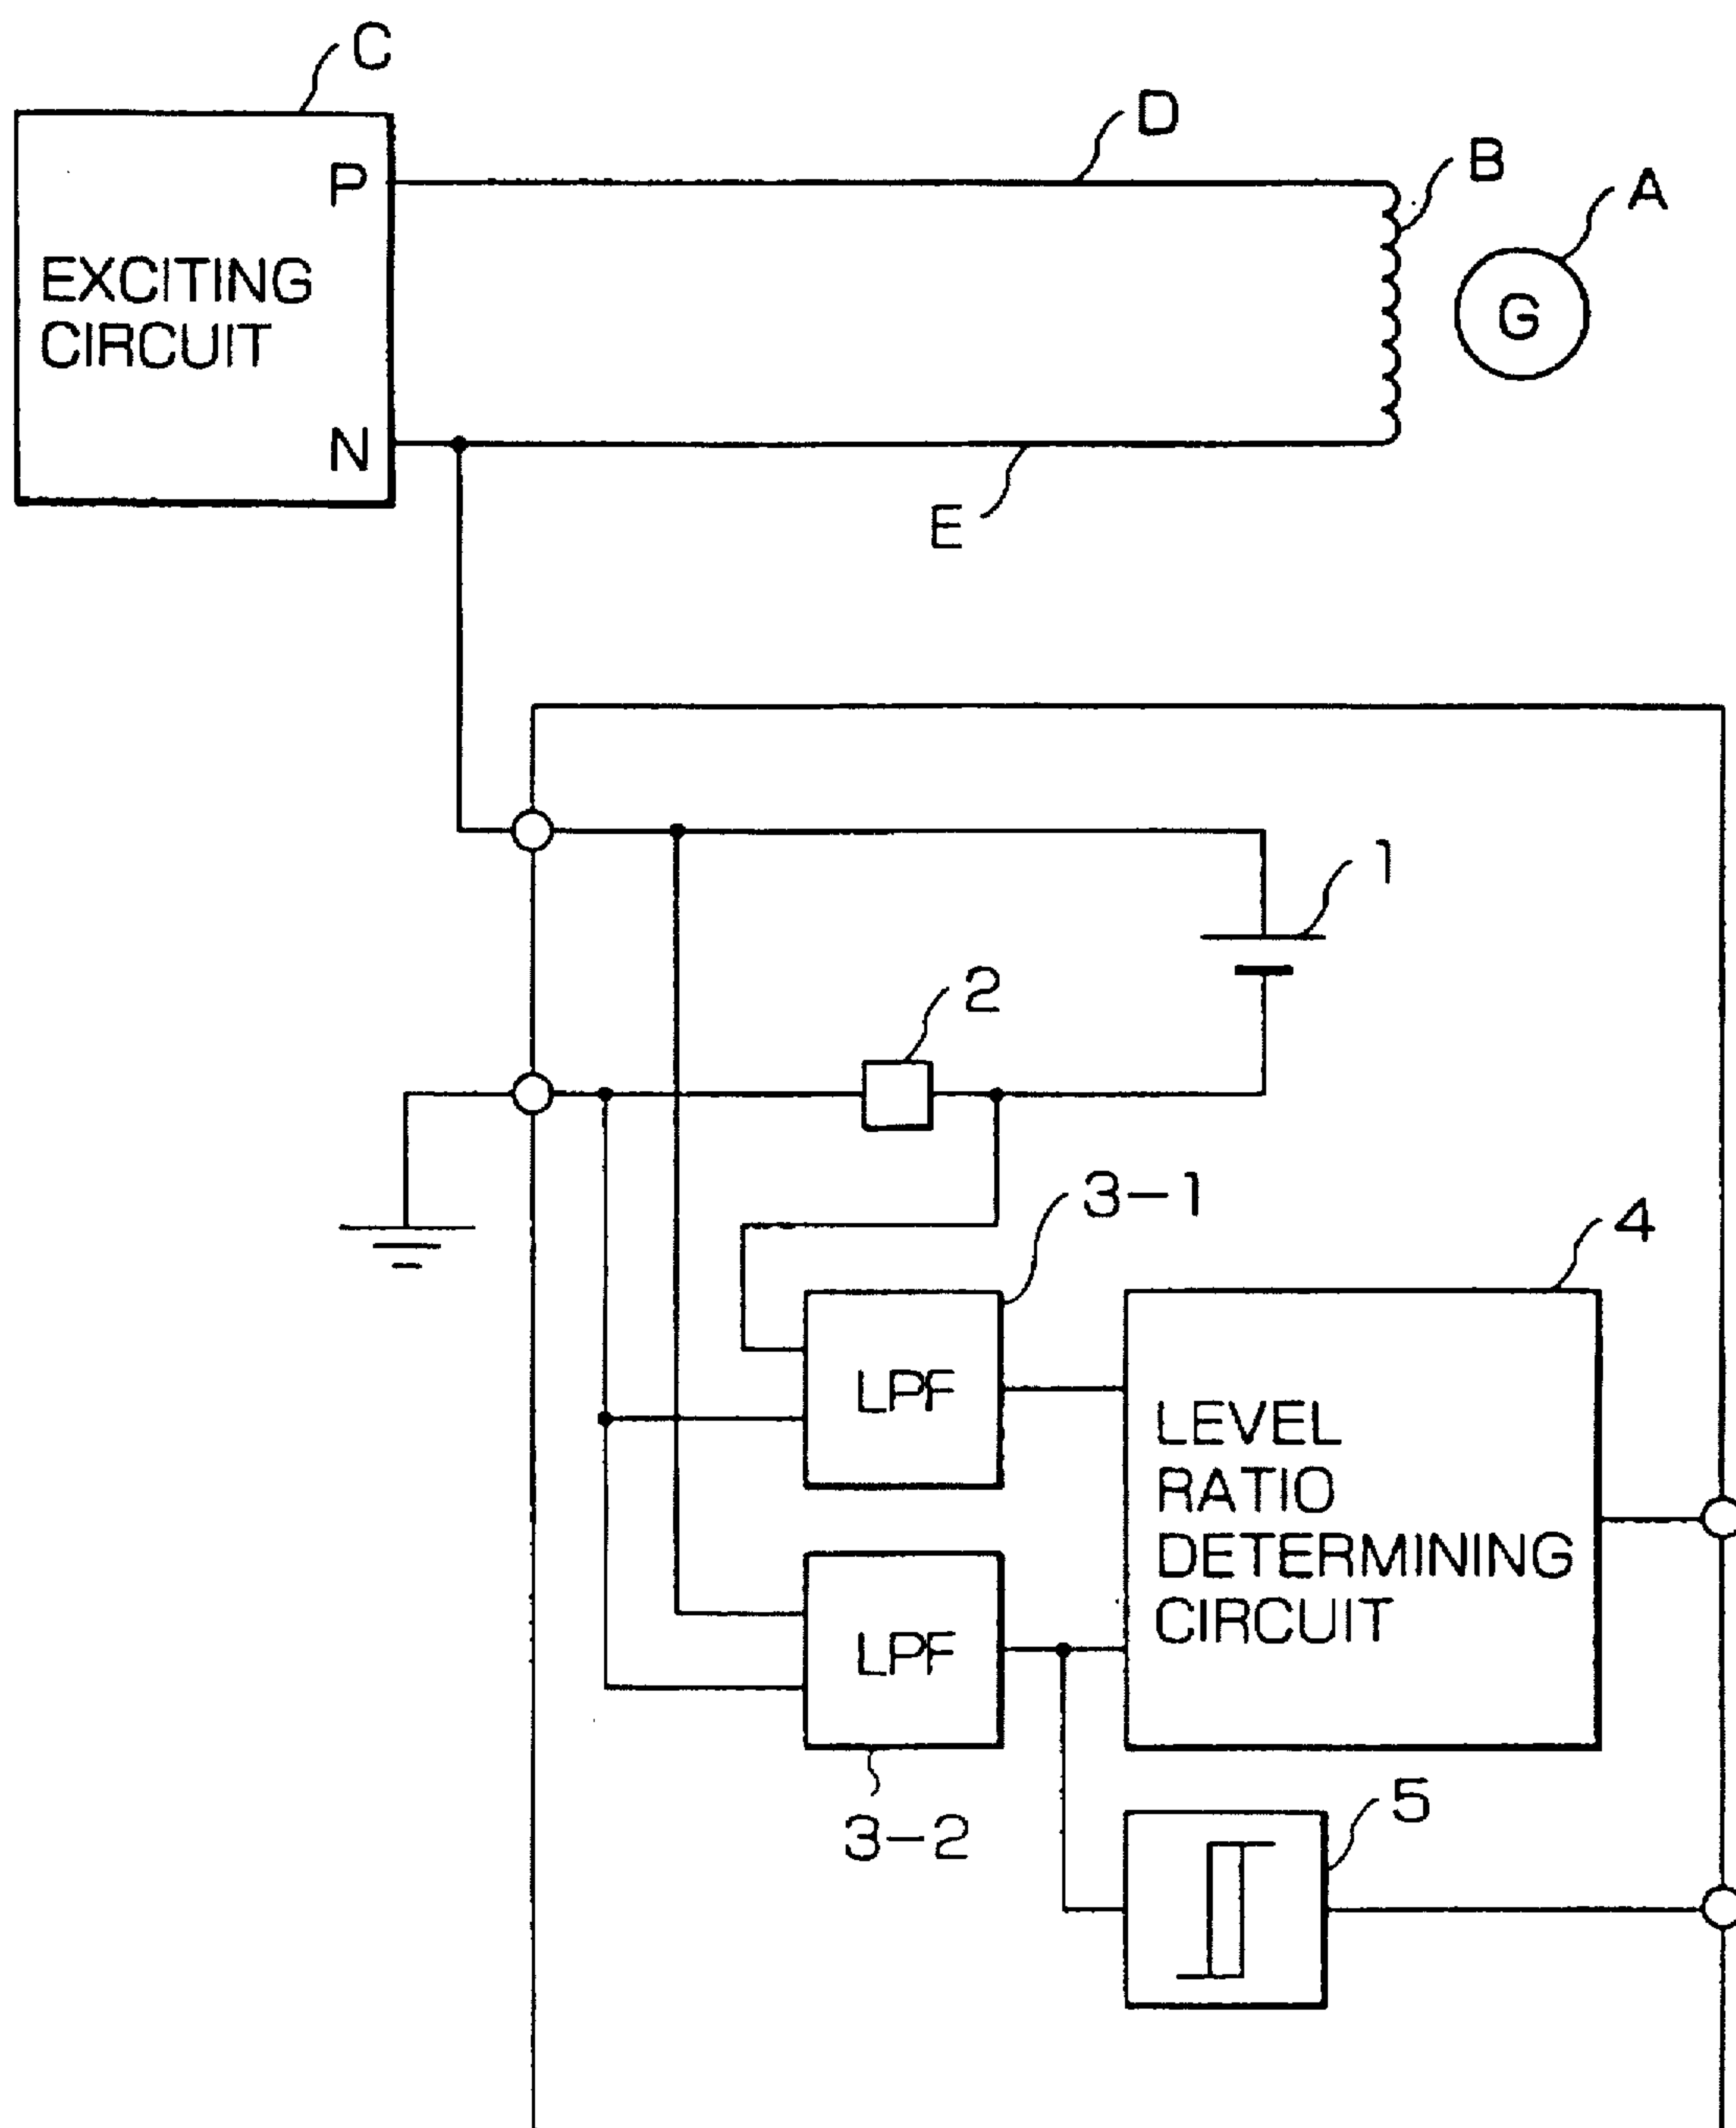 C
D
B
A
P
EXCITING
CIRCUIT
G
N
E
1
2
3-1
4
LPF
LEVEL
RATIO
DETERMINING
CIRCUIT
LPF
3-2
5